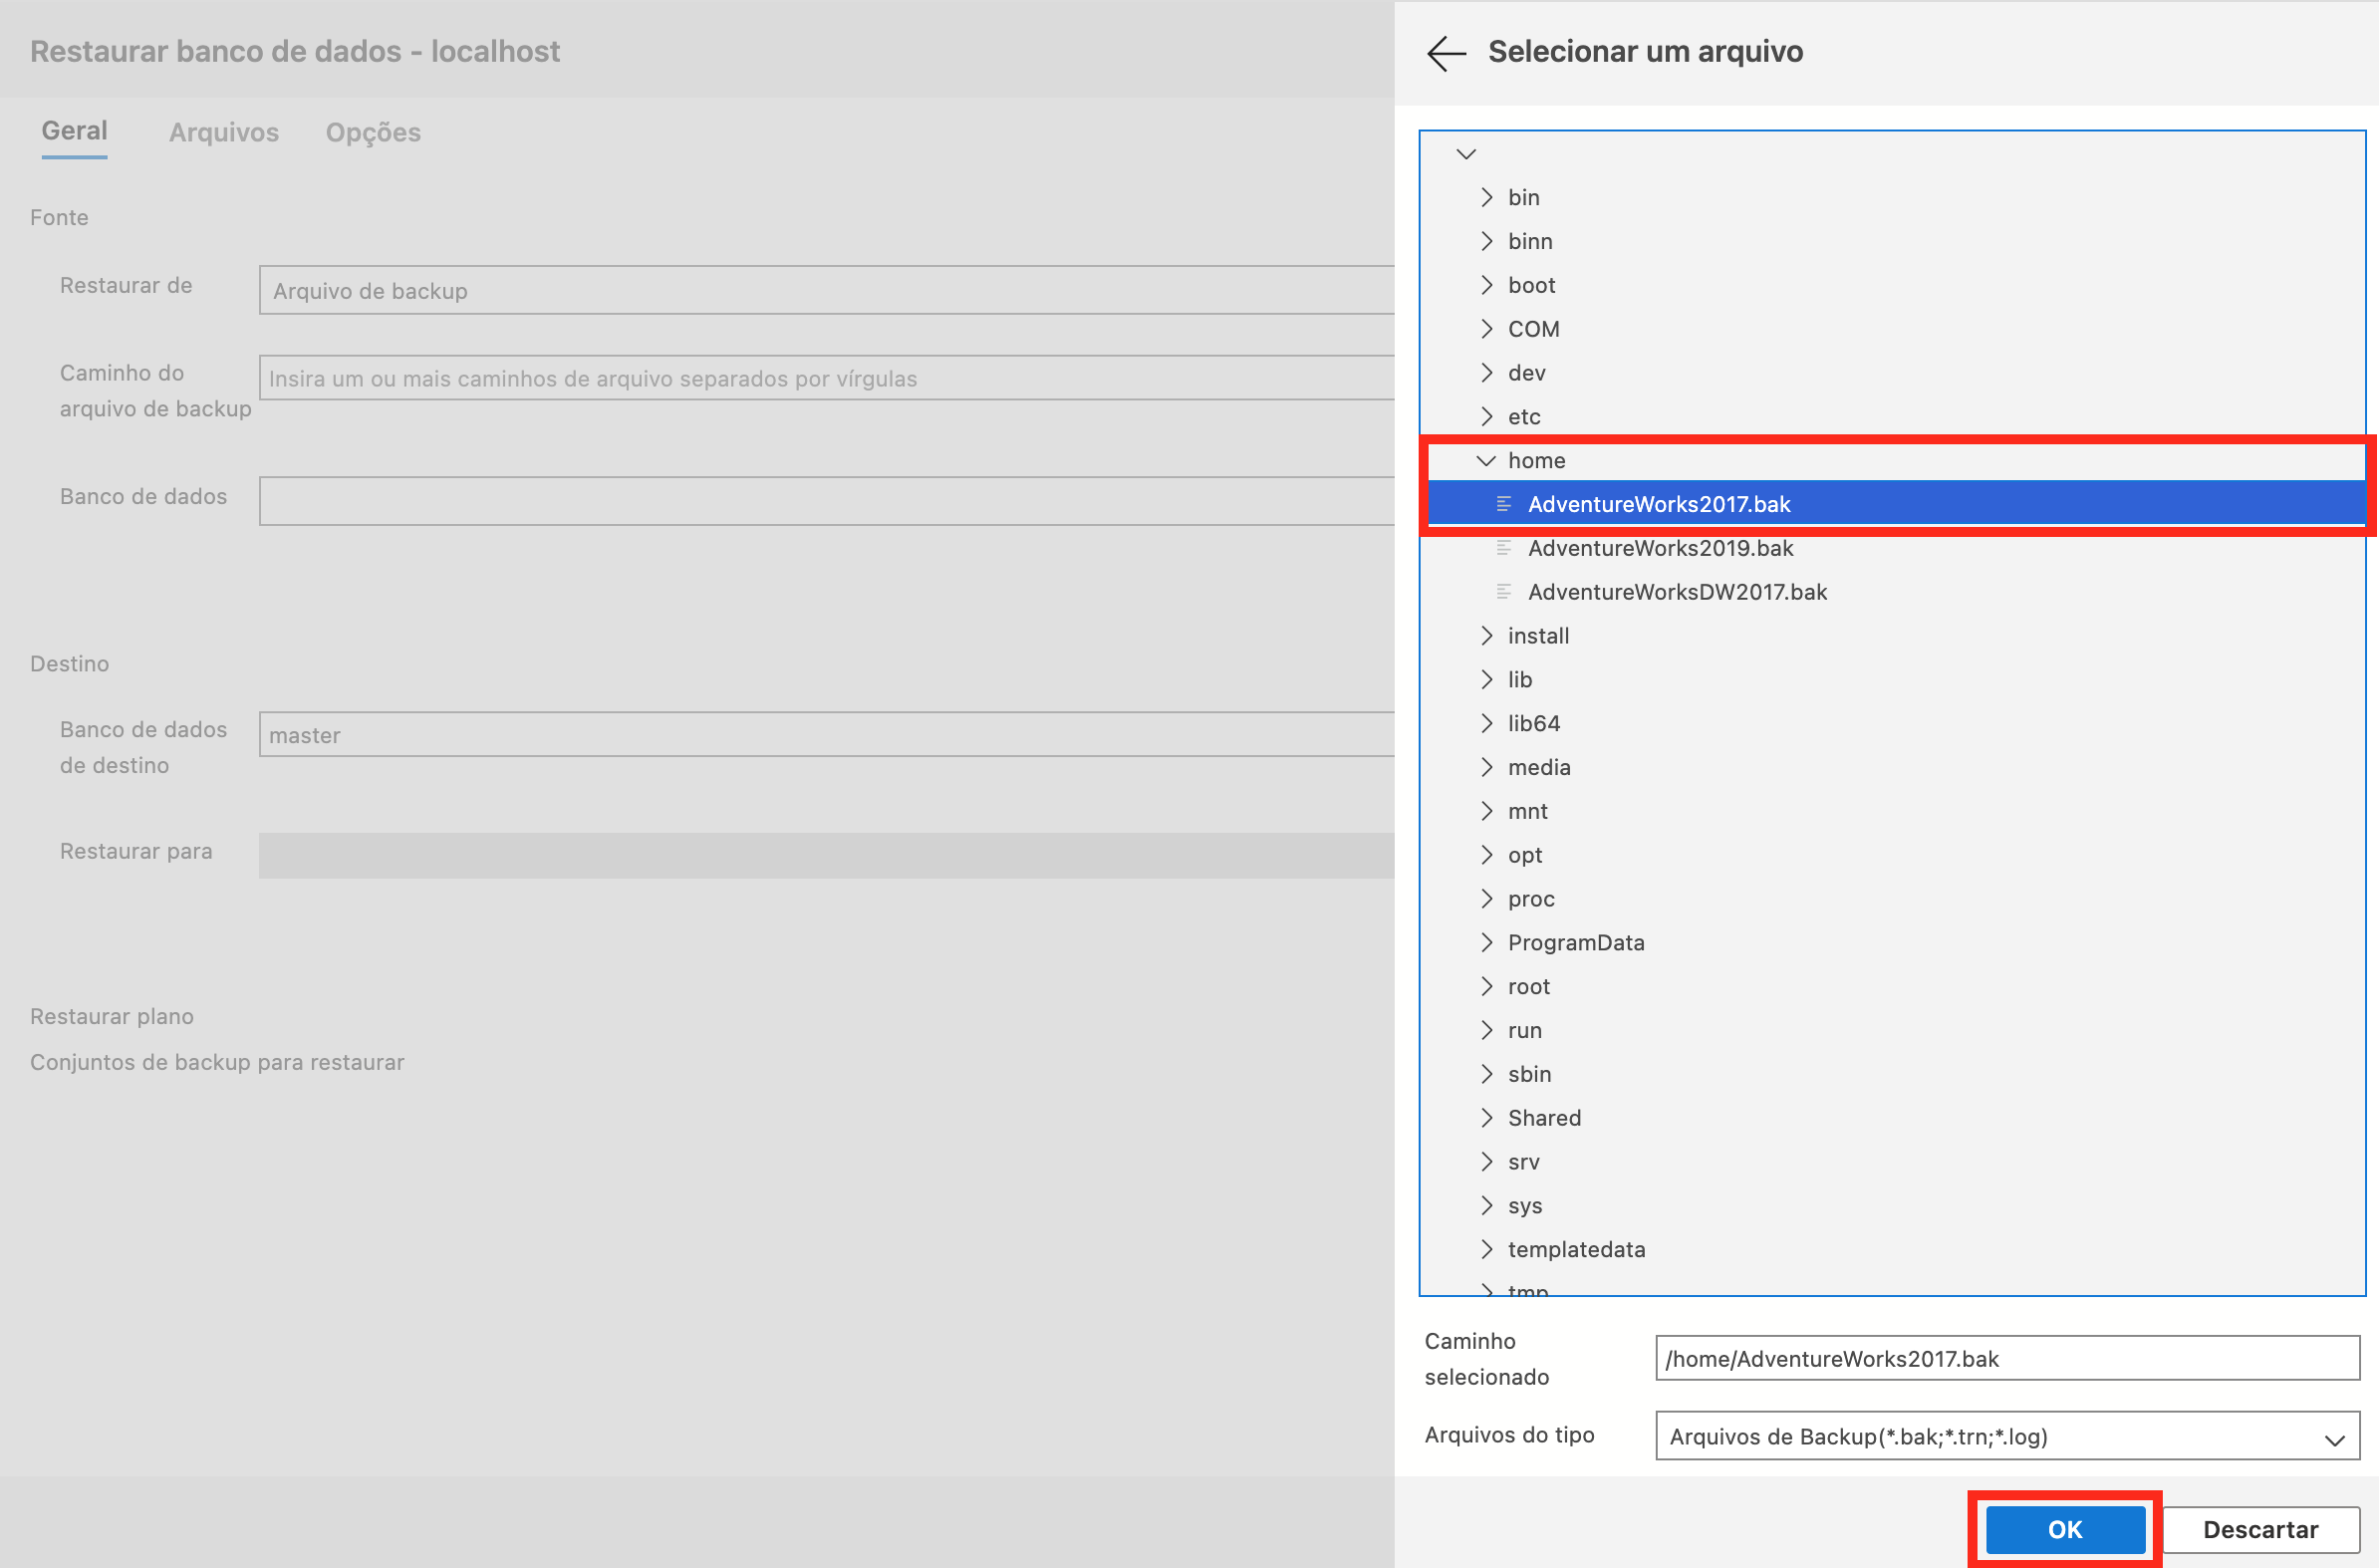 Restaurar banco de dados - localhost
Geral
Arquivos
Opções
Fonte
Restaurar de
Arquivo de backup
Caminho do
arquivo de backup
Insira um ou mais caminhos de arquivo separados por vírgulas
Banco de dados
Destino
Banco de dados
de destino
master
Restaurar para
Restaurar plano
Conjuntos de backup para restaurar
Selecionar um arquivo
bin
binn
boot
COM
dev
etc
home
AdventureWorks2017.bak
AdventureWorks2019.bak
AdventureWorksDW2017.bak
install
lib
lib64
media
mnt
opt
proc
ProgramData
root
run
sbin
Shared
srv
sys
templatedata
tmp
Caminho
selecionado
/home/AdventureWorks2017.bak
Arquivos do tipo
Arquivos de Backup(*.bak;*.trn;*.log)
OK
Descartar